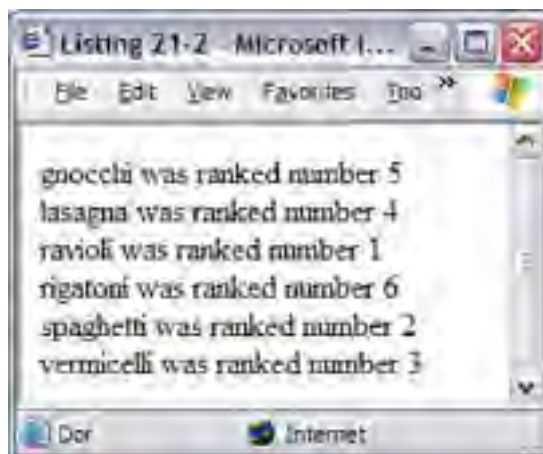 Listing 21-2 - Microsoft I...
File Edit View Favorites Too »
gnocchi was ranked number 5
lasagna was ranked number 4
ravioli was ranked number 1
rigatoni was ranked number 6
spaghetti was ranked number 2
vermicelli was ranked number 3
Dor Internet